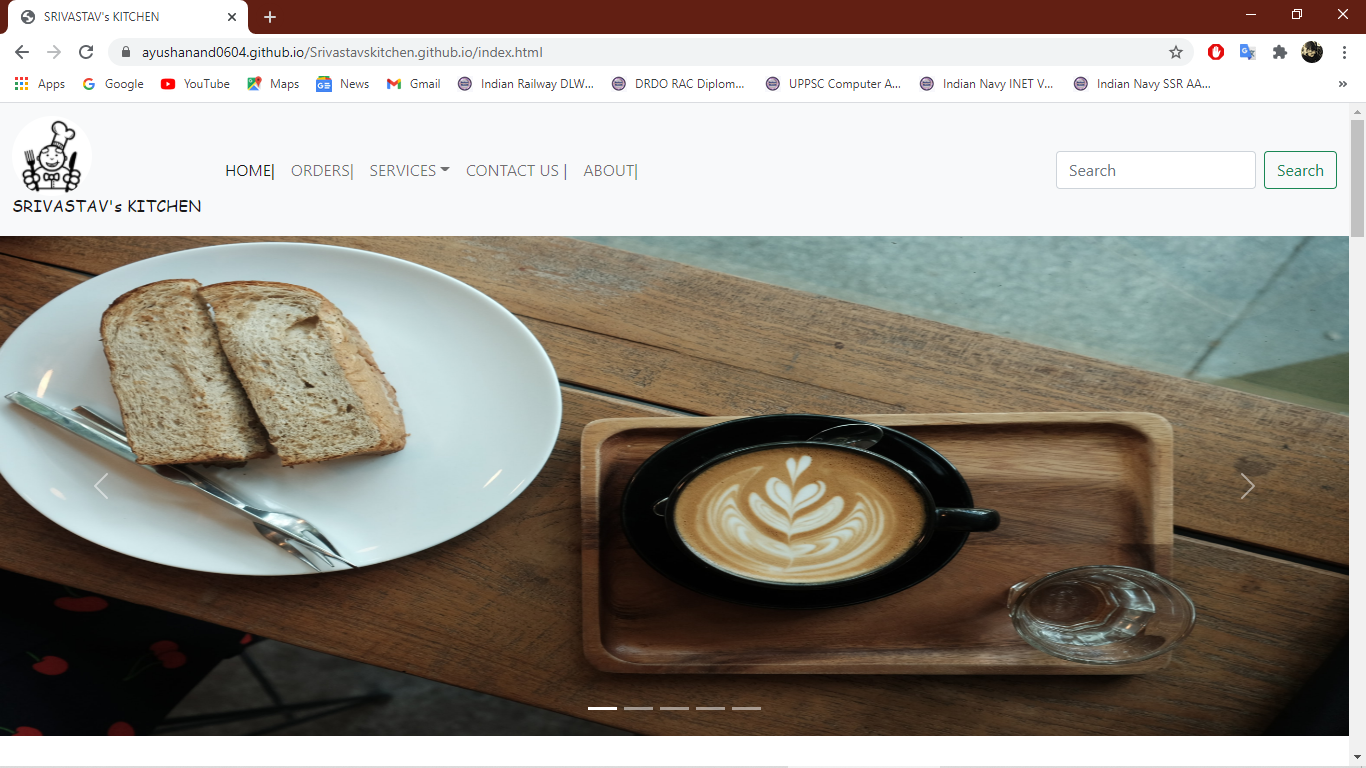 SRIVASTAV's KITCHEN
ayushanand0604.github.io/Srivastavskitchen.github.io/index.html
Apps Google YouTube Maps News Gmail Indian Railway DLW... DRDO RAC Diplom... UPPSC Computer A... Indian Navy INET V... Indian Navy SSR AA... »
HOME| ORDERS| SERVICES CONTACT US | ABOUT| Search Search
SRIVASTAV's KITCHEN